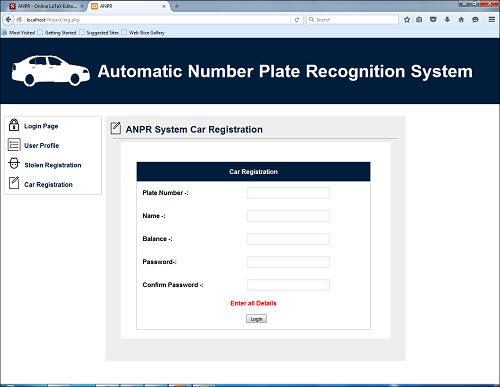 ANPR - Online LaTeX Edito...
ANPR
localhost/Project/reg.php
Search
Most Visited Getting Started Suggested Sites Web Slice Gallery
Automatic Number Plate Recognition System
Login Page
User Profile
Stolen Registration
Car Registration
ANPR System Car Registration
Car Registration
Plate Number -:
Name -:
Balance -:
Password-:
Confirm Password -:
Enter all Details
Login